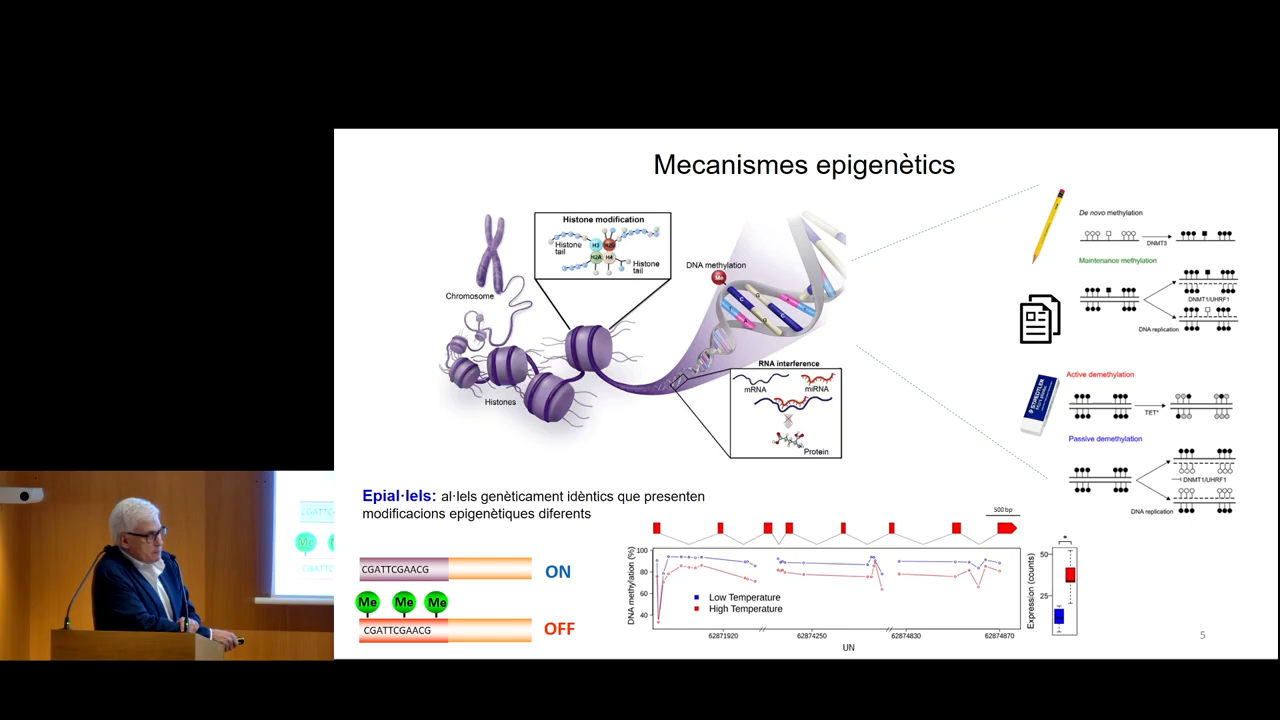 Mecanismes epigenètics
Histone modification
Histone
tail
H3
H2B
H2A
H4
Histone
tail
Chromosome
Histones
DNA methylation
Me
RNA interference
mRNA
miRNA
Protein
De novo methylation
DNMT3
Maintenance methylation
DNMT1/UHRF1
DNA replication
Active demethylation
TET*
Passive demethylation
DNMT1/UHRF1
DNA replication
STAEDTLER
Epial·lels: al·lels genèticament idèntics que presenten
modificacions epigenètiques diferents
CGATTCGAACG
ON
Me Me Me
CGATTCGAACG
OFF
500 bp
DNA methylation (%)
100
80
60
40
Low Temperature
High Temperature
62871920
62874250
62874830
62874870
UN
*
Expression (counts)
50
25
5
CGATTC
Me